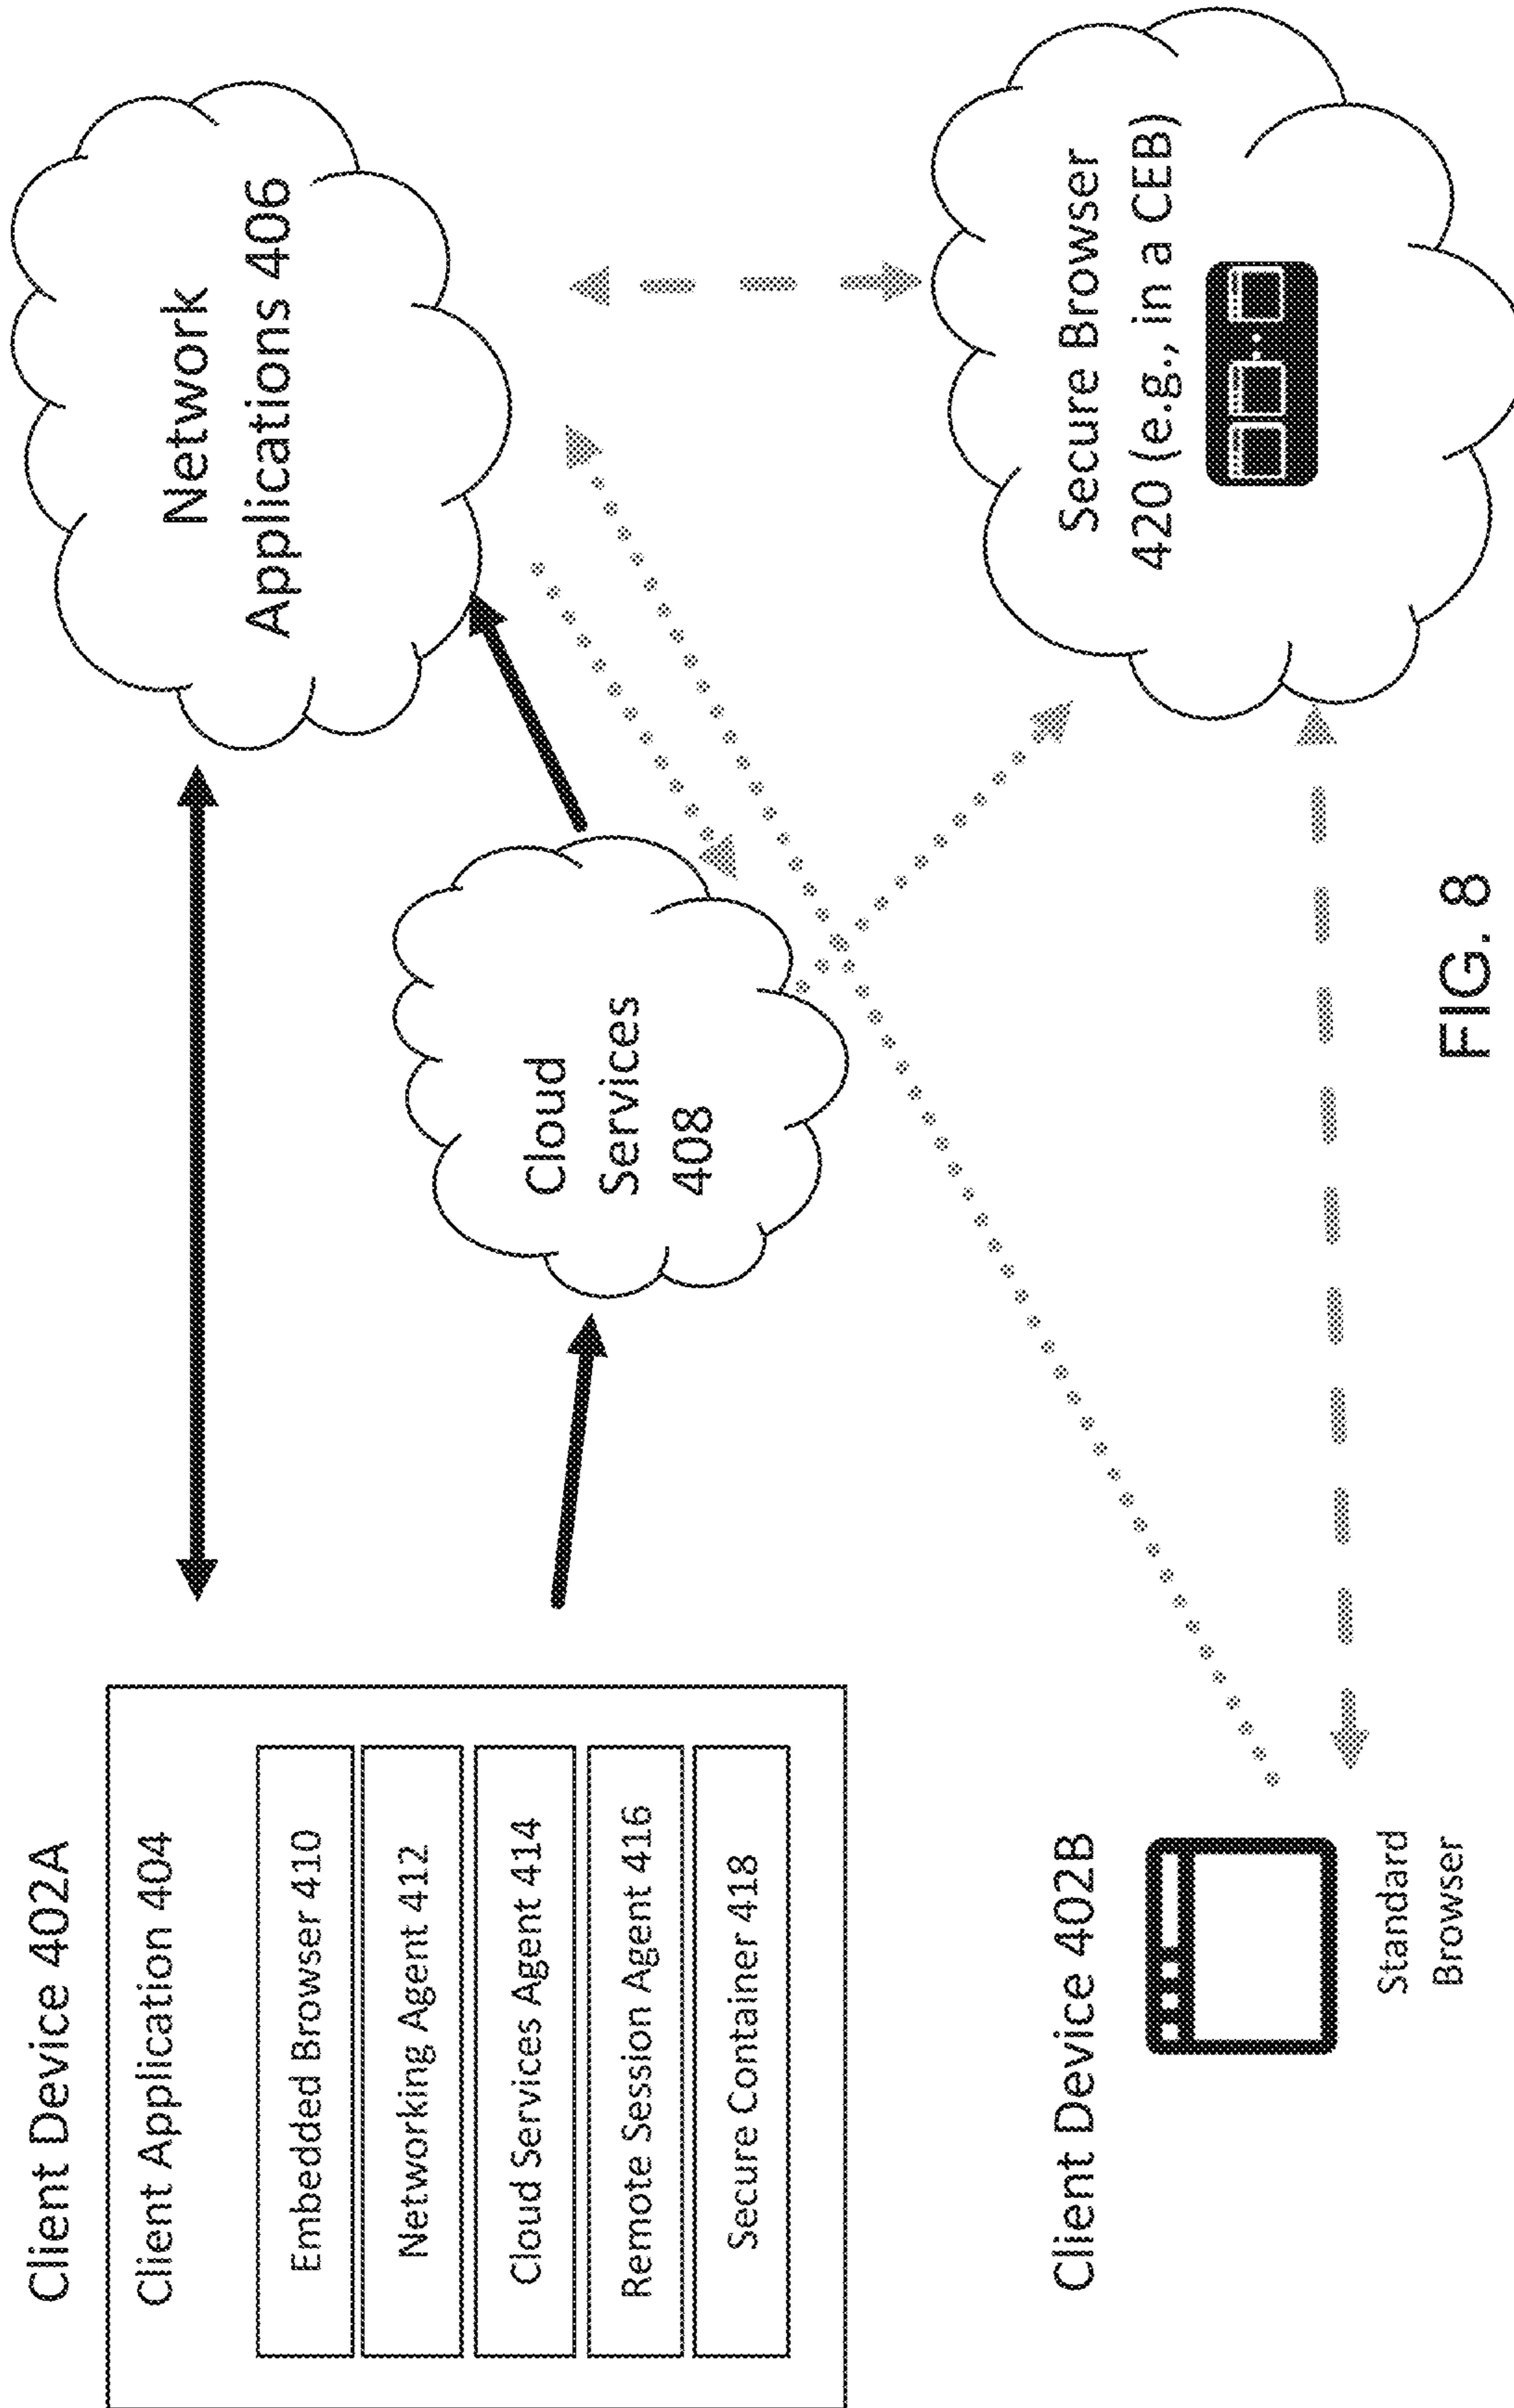 Client Device 402A
Client Application 404
Embedded Browser 410
Networking Agent 412
Cloud Services Agent 414
Remote Session Agent 416
Secure Container 418
Cloud
Services
408
Network
Applications 406
Client Device 402B
Standard
Browser
Secure Browser
420 (e.g., in a CEB)
FIG. 8